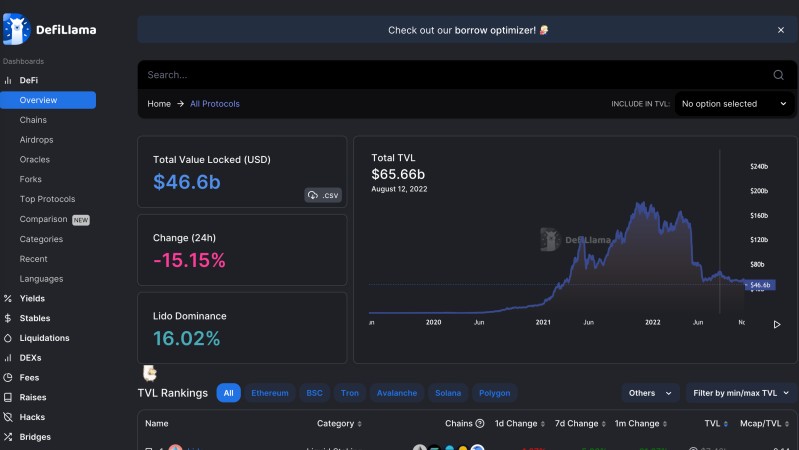 DefiLlama
Check out our borrow optimizer!
Dashboards
DeFi
Overview
Chains
Airdrops
Oracles
Forks
Top Protocols
Comparison NEW
Categories
Recent
Languages
Yields
Stables
Liquidations
DEXs
Fees
Raises
Hacks
Bridges
Search...
Home → All Protocols
INCLUDE IN TVL: No option selected
Total Value Locked (USD)
$46.6b
.csv
Change (24h)
-15.15%
Lido Dominance
16.02%
Total TVL
$65.66b
August 12, 2022
DefiLlama
$240b
$200b
$160b
$120b
$80b
$46.6b
2020 Jun 2021 Jun 2022 Jun
TVL Rankings All Ethereum BSC Tron Avalanche Solana Polygon Others Filter by min/max TVL
Name Category Chains 1d Change 7d Change 1m Change TVL Mcap/TVL